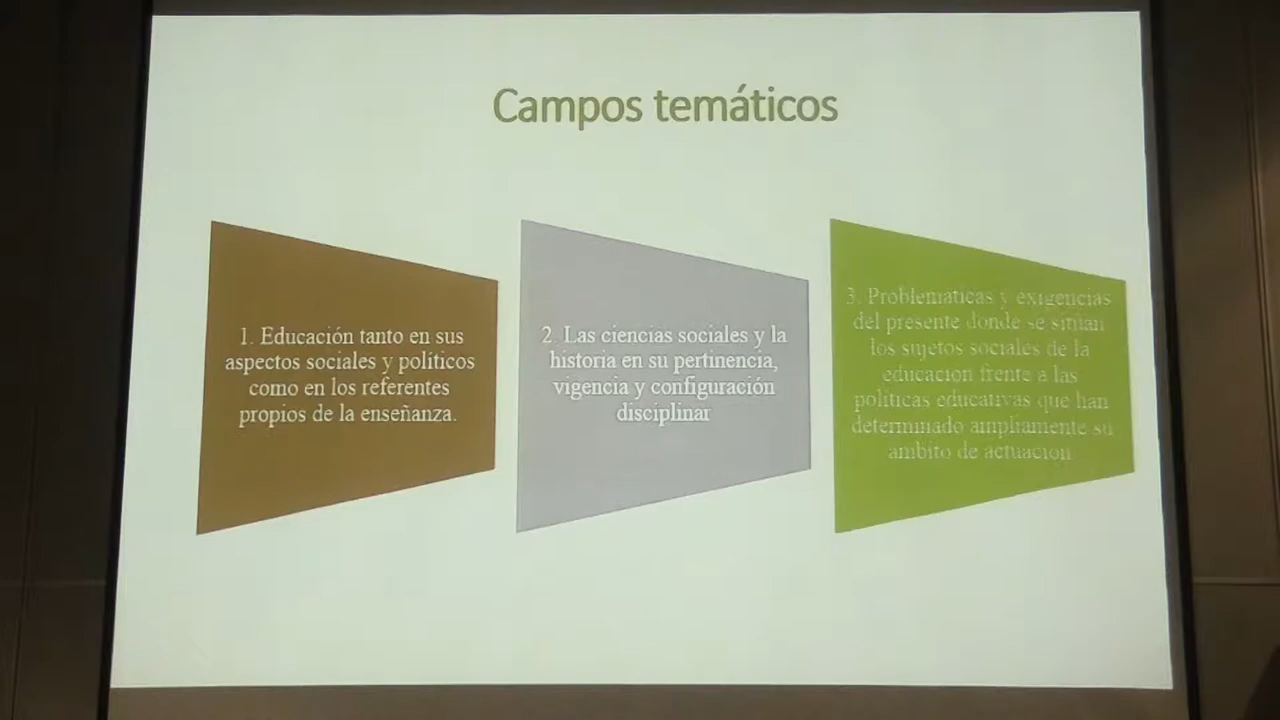 Campos temáticos
1. Educación tanto en sus
aspectos sociales y políticos
como en los referentes
propios de la enseñanza.
2. Las ciencias sociales y la
historia en su pertinencia,
vigencia y configuración
disciplinar
3. Problemáticas y exigencias
del presente donde se sitúan
los sujetos sociales de la
educación frente a las
políticas educativas que han
determinado ampliamente su
ámbito de actuación